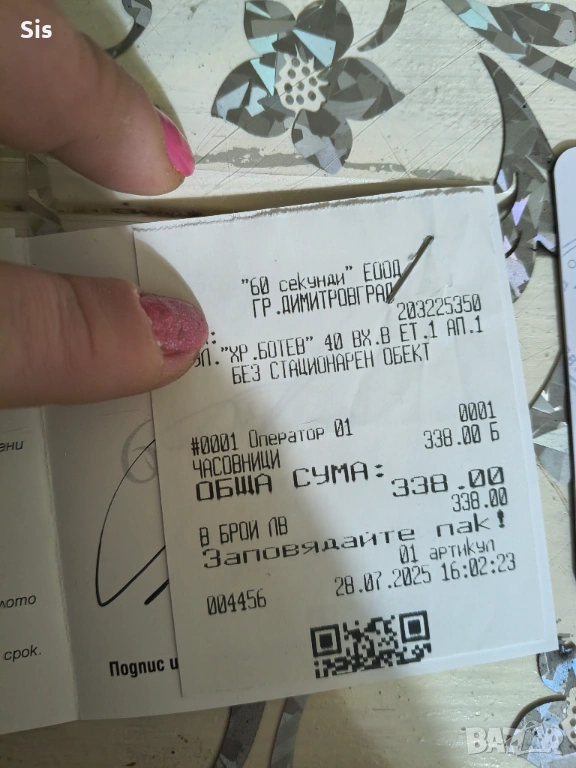 Sis
"60 секунди" ЕООД
ГР.ДИМИТРОВГРАД
203225350
"ХР.БОТЕВ" 40 ВХ.В ЕТ.1 АП.1
БЕЗ СТАЦИОНАРЕН ОБЕКТ
0001
#0001 Оператор 01
338.00 Б
ЧАСОВНИЦИ
ОБЩА СУМА: 338.00
338.00
В БРОИ ЛВ
Заповядайте пак!
01 артикул
28.07.2025 16:02:23
004456
срок.
Подпис и
BAZAR